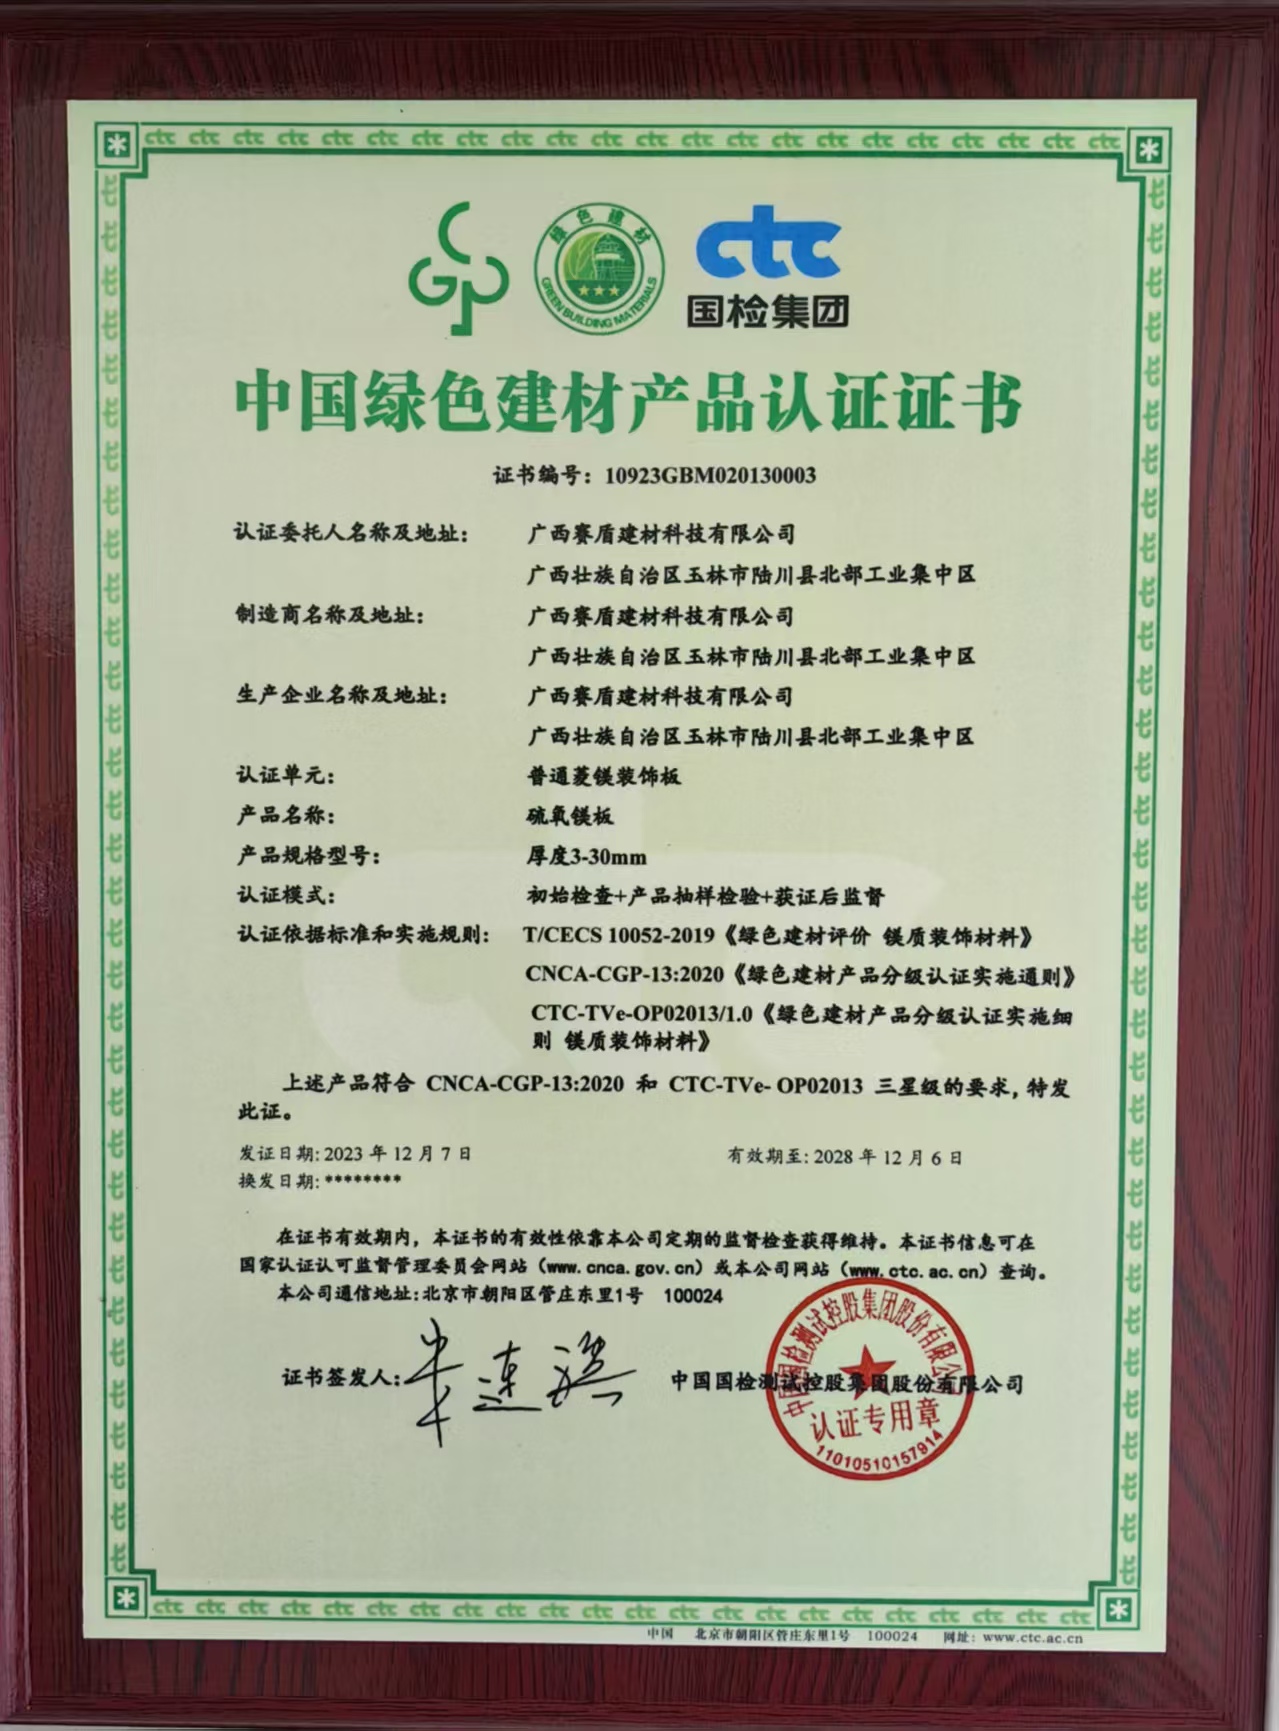 CGP
绿色建材
GREEN BUILDING MATERIALS
ctc
国检集团
中国绿色建材产品认证证书
证书编号：10923GBM020130003
认证委托人名称及地址： 广西赛盾建材科技有限公司
广西壮族自治区玉林市陆川县北部工业集中区
制造商名称及地址： 广西赛盾建材科技有限公司
广西壮族自治区玉林市陆川县北部工业集中区
生产企业名称及地址： 广西赛盾建材科技有限公司
广西壮族自治区玉林市陆川县北部工业集中区
认证单元： 普通菱镁装饰板
产品名称： 硫氧镁板
产品规格型号： 厚度3-30mm
认证模式： 初始检查+产品抽样检验+获证后监督
认证依据标准和实施规则： T/CECS 10052-2019《绿色建材评价 镁质装饰材料》
CNCA-CGP-13:2020《绿色建材产品分级认证实施通则》
CTC-TVe-OP02013/1.0《绿色建材产品分级认证实施细
则 镁质装饰材料》
上述产品符合 CNCA-CGP-13:2020 和 CTC-TVe- OP02013 三星级的要求，特发
此证。
发证日期: 2023 年 12 月 7 日 有效期至: 2028 年 12 月 6 日
换发日期: ********
在证书有效期内，本证书的有效性依靠本公司定期的监督检查获得维持。本证书信息可在
国家认证认可监督管理委员会网站（www.cnca.gov.cn）或本公司网站（www.ctc.ac.cn）查询。
本公司通信地址:北京市朝阳区管庄东里1号 100024
证书签发人: 中国国检测试控股集团股份有限公司
中国国检测试控股集团股份有限公司
认证专用章
11010510157914
中国 北京市朝阳区管庄东里1号 100024 网址：www.ctc.ac.cn